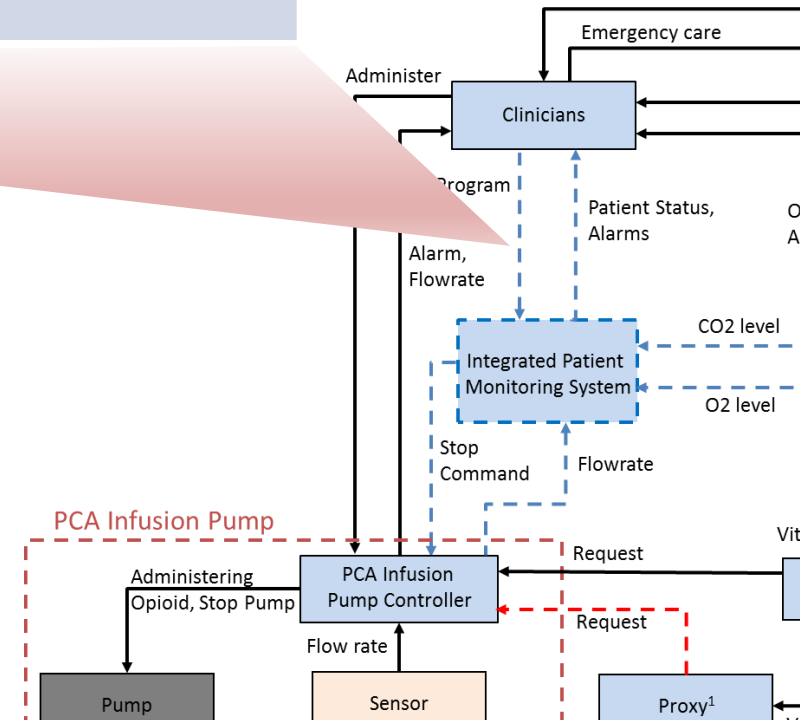 Emergency care
Administer
Clinicians
Program
Patient Status,
Alarms
Alarm,
Flowrate
CO2 level
Integrated Patient
Monitoring System
O2 level
Stop
Command
Flowrate
PCA Infusion Pump
Request
PCA Infusion
Pump Controller
Administering
Opioid, Stop Pump
Request
Flow rate
Pump
Sensor
Proxy¹